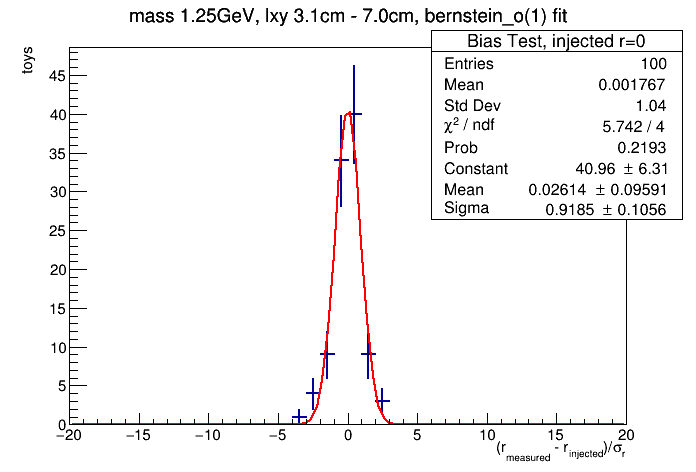 mass 1.25GeV, lxy 3.1cm - 7.0cm, bernstein_o(1) fit
toys
Bias Test, injected r=0
Entries 100
Mean 0.001767
Std Dev 1.04
χ² / ndf 5.742 / 4
Prob 0.2193
Constant 40.96 ± 6.31
Mean 0.02614 ± 0.09591
Sigma 0.9185 ± 0.1056
45
40
35
30
25
20
15
10
5
0
−20 −15 −10 −5 0 5 10 15 20
(r_measured - r_injected)/σ_r